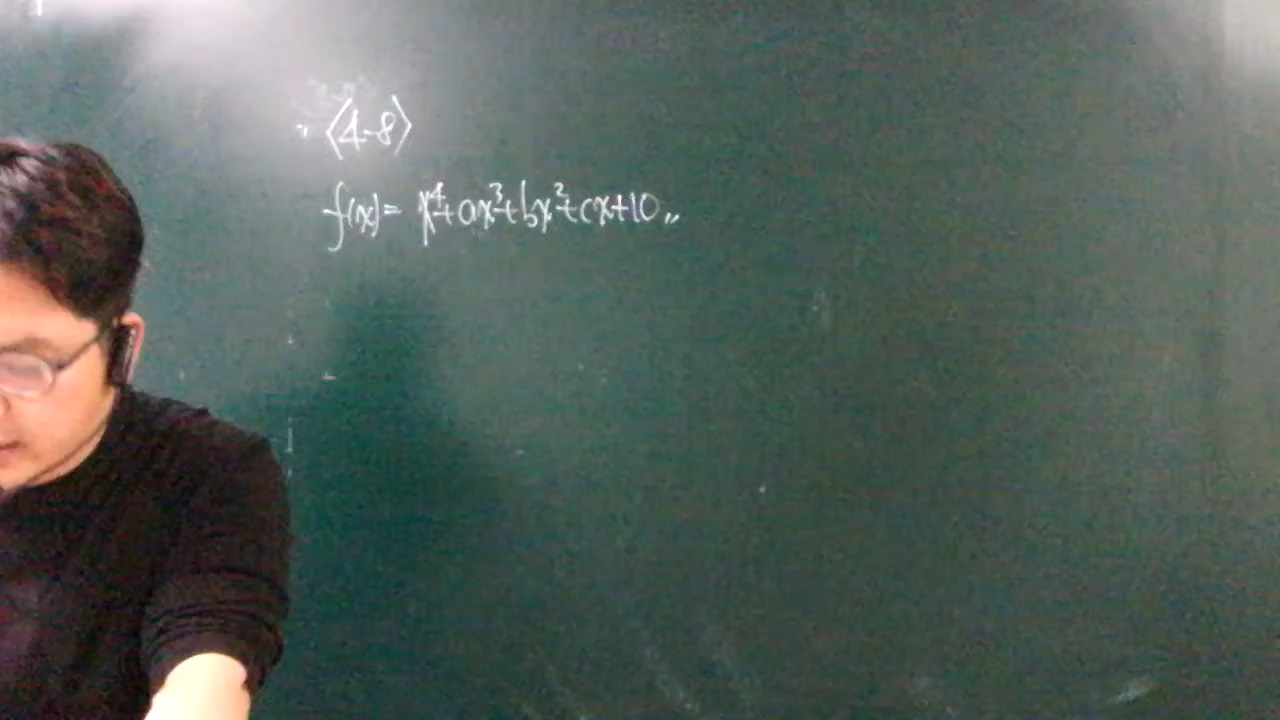 〈4-8〉
f(x)= x⁴+ax³+bx²+cx+10,,